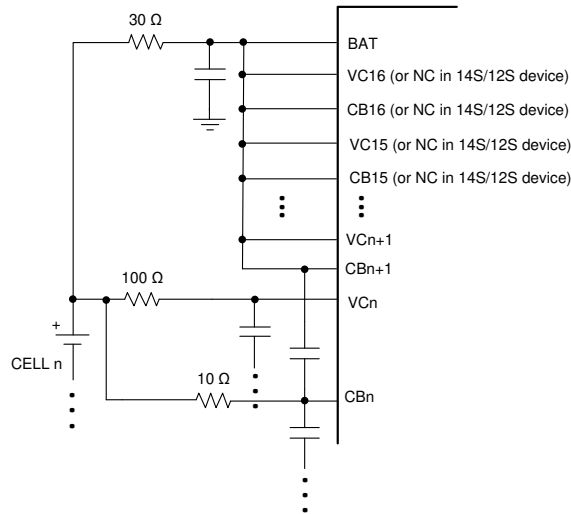 30 Ω
BAT
VC16 (or NC in 14S/12S device)
CB16 (or NC in 14S/12S device)
VC15 (or NC in 14S/12S device)
CB15 (or NC in 14S/12S device)
VCn+1
CBn+1
100 Ω
VCn
+
CELL n
10 Ω
CBn